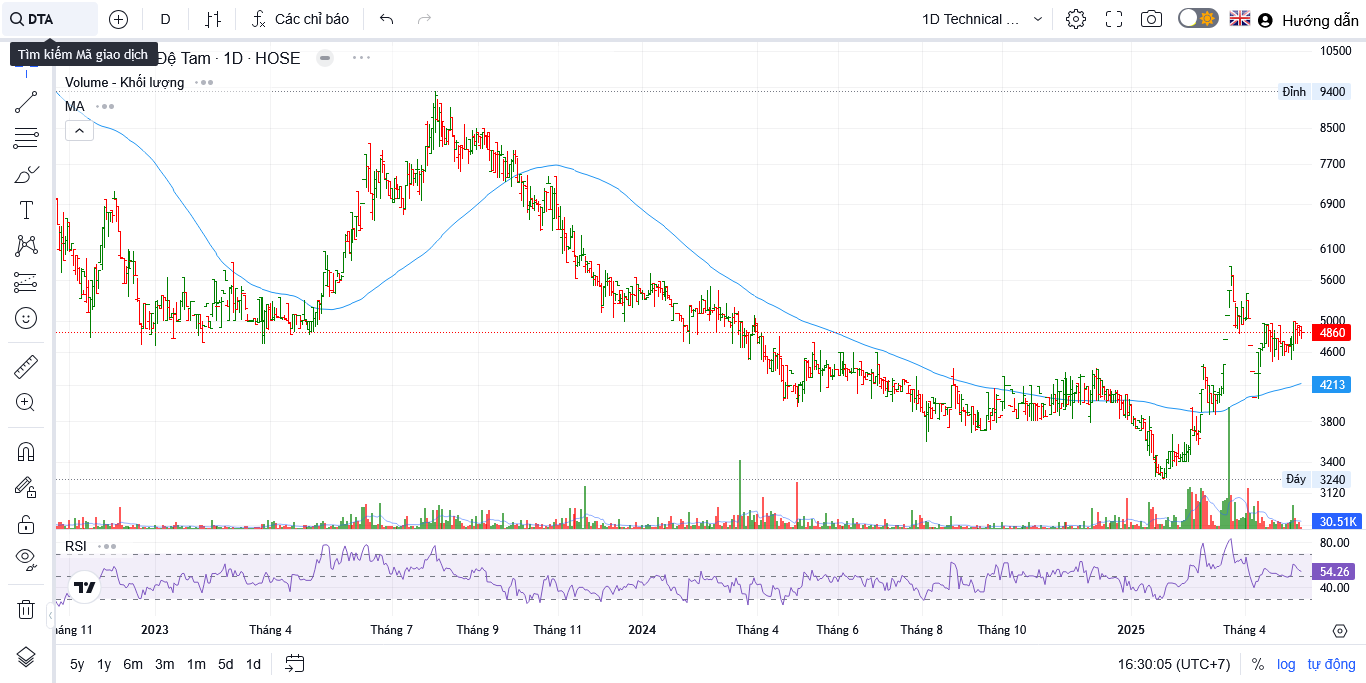 DTA
D
Các chỉ báo
1D Technical ...
Hướng dẫn
Tìm kiếm Mã giao dịch
Đệ Tam · 1D · HOSE
Volume - Khối lượng
MA
10500
Đỉnh 9400
8500
7700
6900
6100
5600
5000
4860
4600
4213
3800
3400
Đáy 3240
3120
30.51K
RSI
80.00
54.26
40.00
háng 11 2023 Tháng 4 Tháng 7 Tháng 9 Tháng 11 2024 Tháng 4 Tháng 6 Tháng 8 Tháng 10 2025 Tháng 4
5y 1y 6m 3m 1m 5d 1d
16:30:05 (UTC+7) % log tự động